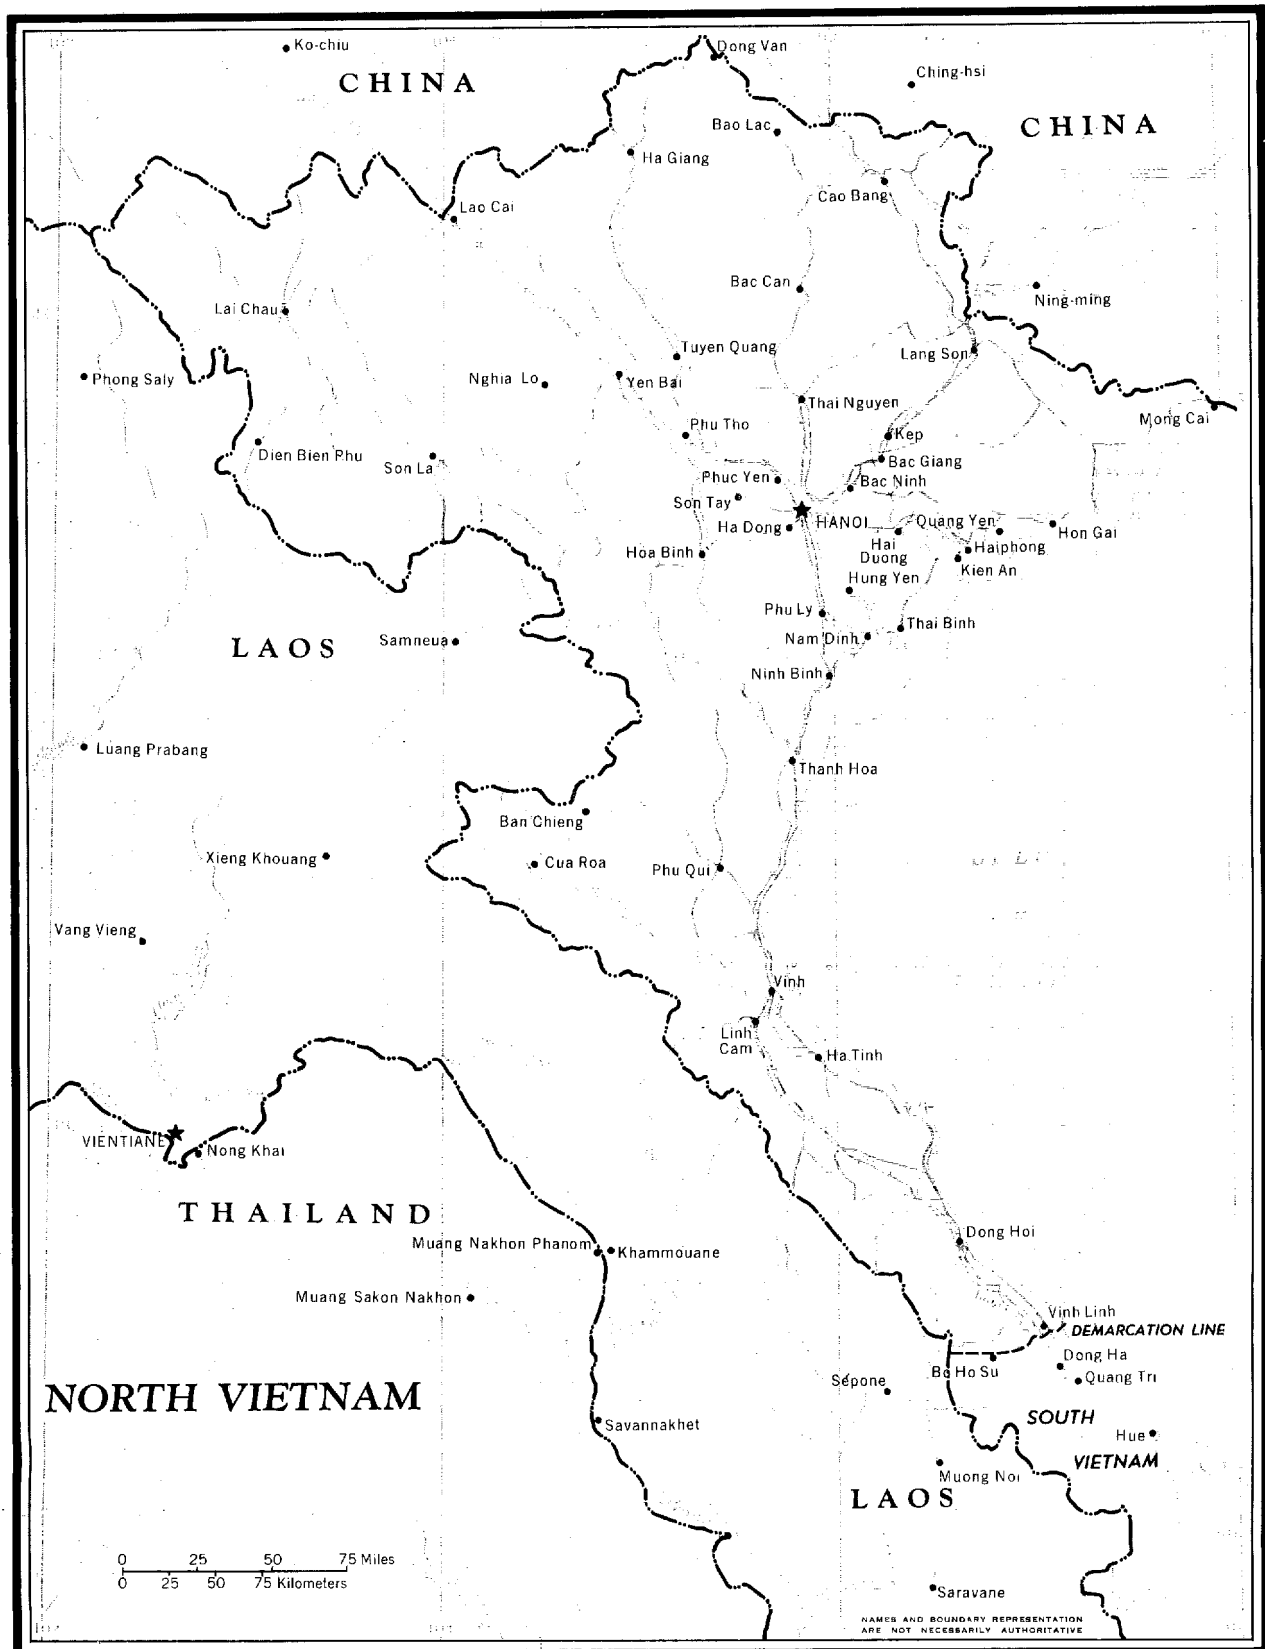 Ko-chiu
Dong Van
CHINA
Ching-hsi
Bao Lac
CHINA
Ha Giang
Cao Bang
Lao Cai
Bac Can
Ning-ming
Lai Chau
Tuyen Quang
Lang Son
Phong Saly
Nghia Lo
Yen Bai
Thai Nguyen
Mong Cai
Phu Tho
Kep
Dien Bien Phu
Son La
Bac Giang
Phuc Yen
Bac Ninh
Son Tay
HANOI
Quang Yen
Ha Dong
Hon Gai
Hai
Duong
Haiphong
Hoa Binh
Kien An
Hung Yen
Phu Ly
Thai Binh
LAOS
Samneua
Nam Dinh
Ninh Binh
Luang Prabang
Thanh Hoa
Ban Chieng
Xieng Khouang
Cua Roa
Phu Qui
Vang Vieng
Vinh
Linh
Cam
Ha Tinh
VIENTIANE
Nong Khai
THAILAND
Dong Hoi
Muang Nakhon Phanom
Khammouane
Muang Sakon Nakhon
Vinh Linh
DEMARCATION LINE
Dong Ha
Bo Ho Su
Quang Tri
Sepone
NORTH VIETNAM
SOUTH
VIETNAM
Savannakhet
Hue
Muong Noi
LAOS
0 25 50 75 Miles
0 25 50 75 Kilometers
Saravane
NAMES AND BOUNDARY REPRESENTATION
ARE NOT NECESSARILY AUTHORITATIVE